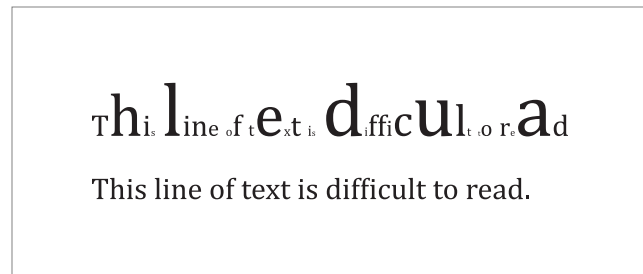 This line of text is difficult to read
This line of text is difficult to read.